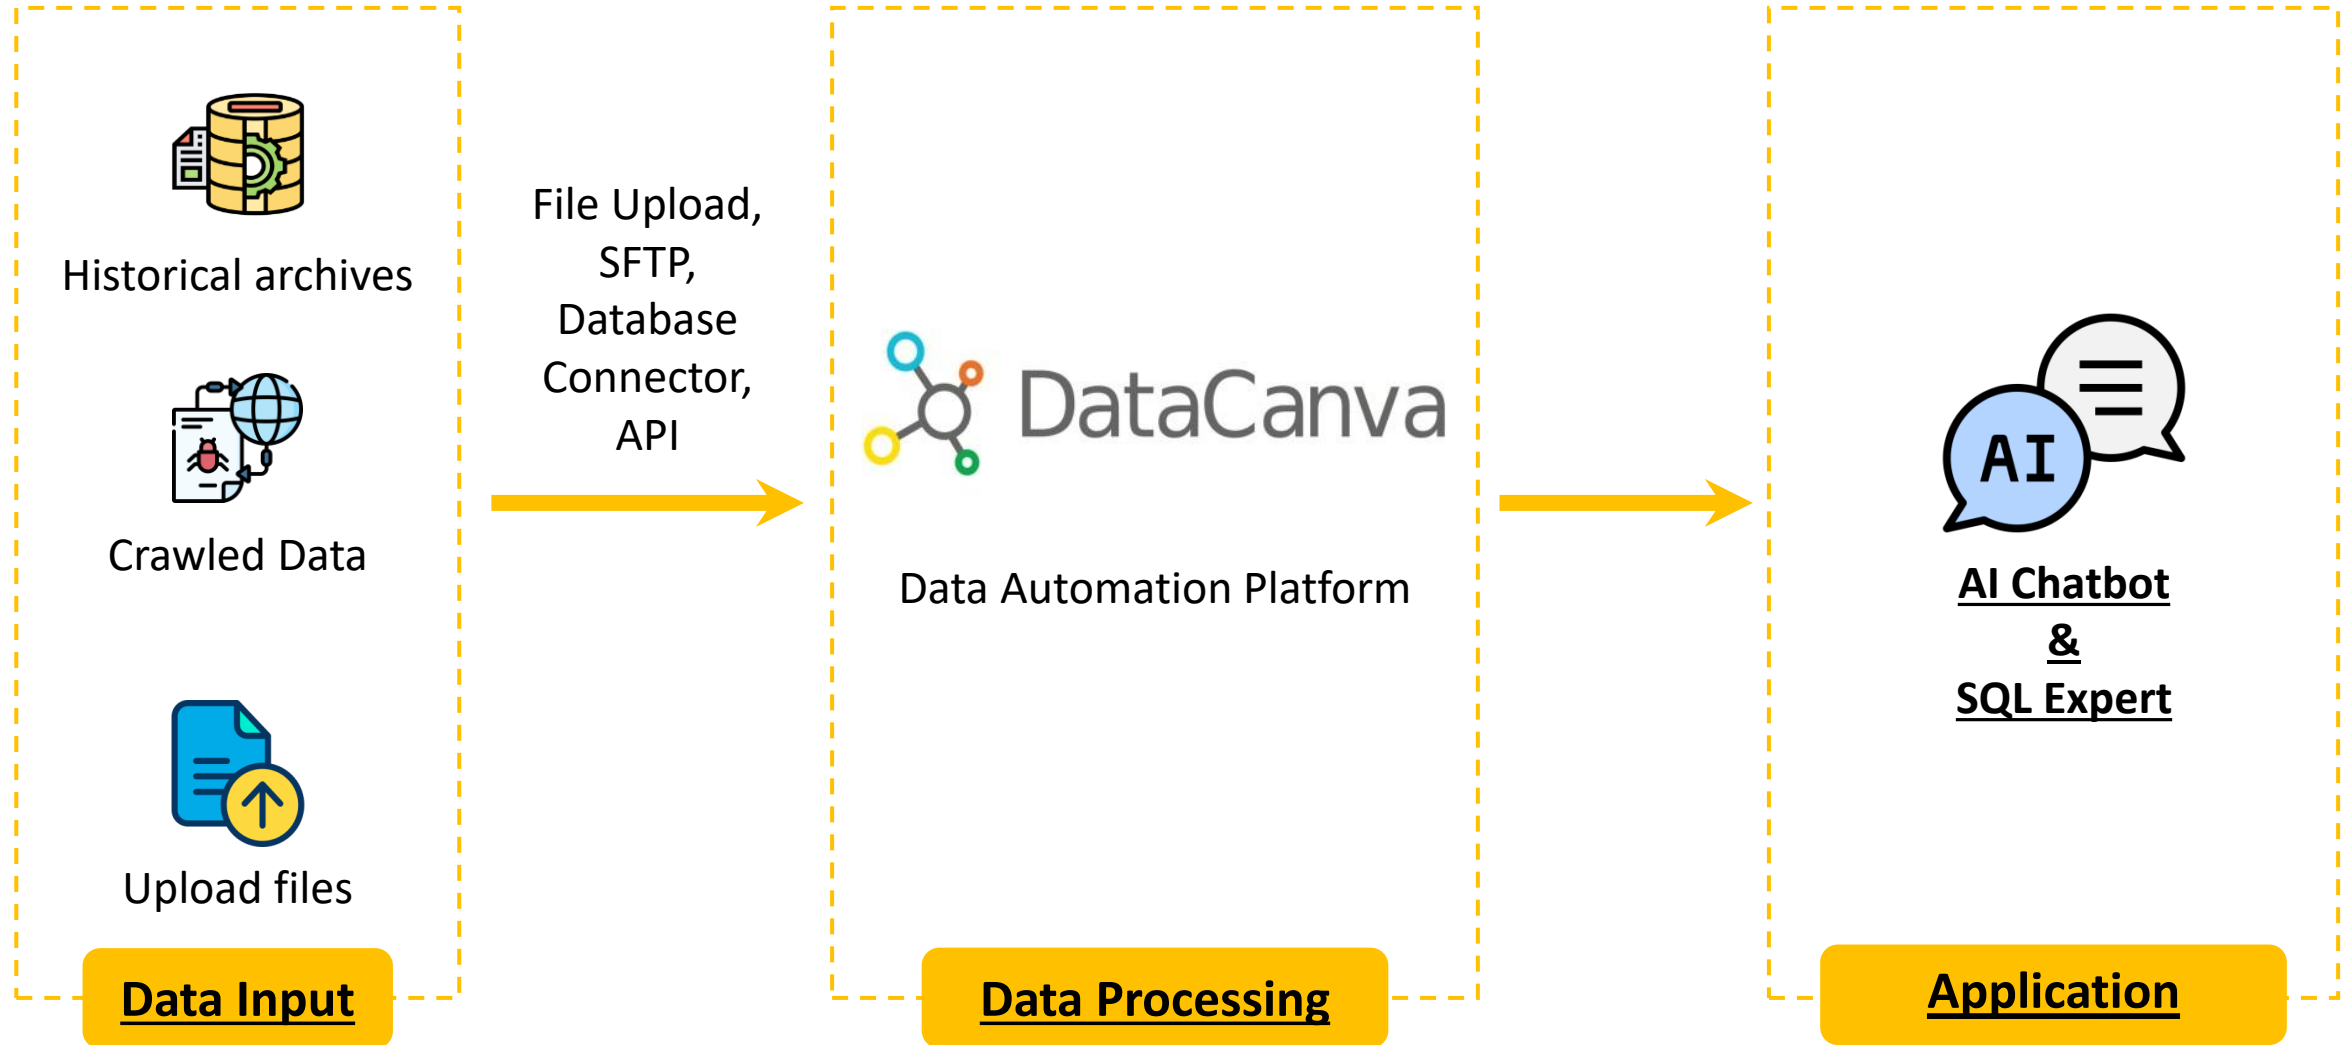 Historical archives
Crawled Data
Upload files
Data Input
File Upload,
SFTP,
Database
Connector,
API
DataCanva
Data Automation Platform
Data Processing
AI
AI Chatbot
&
SQL Expert
Application